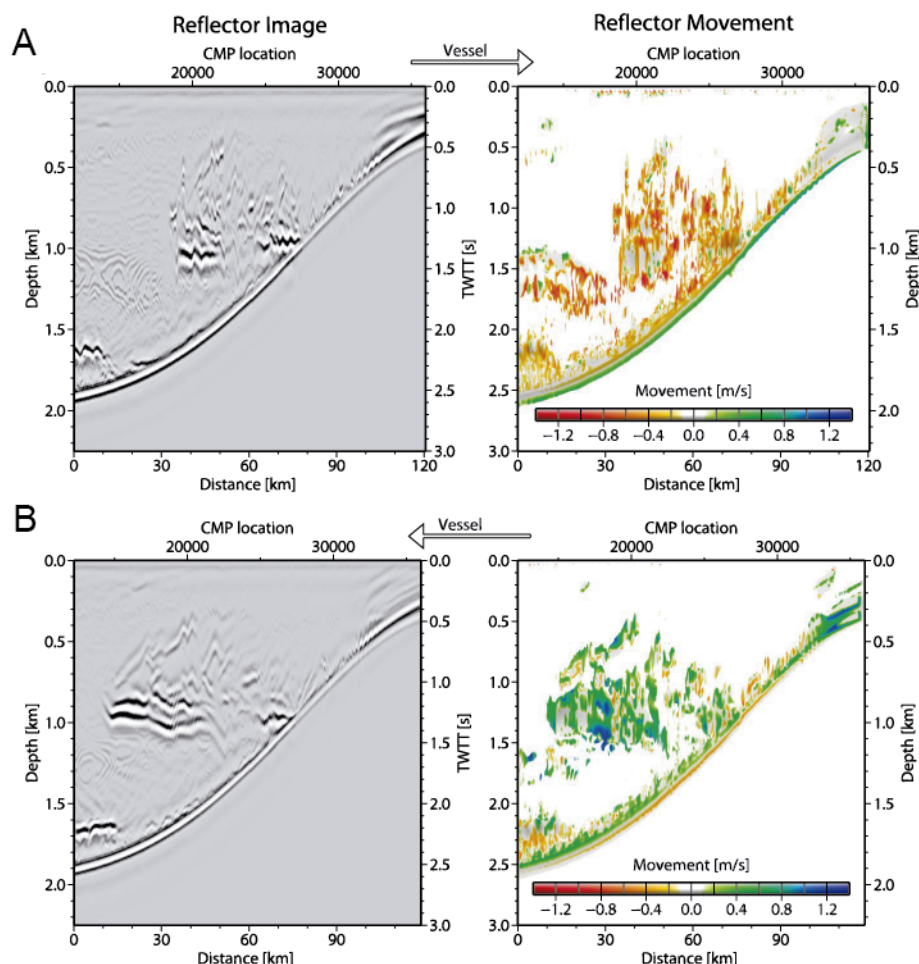 Reflector Image Reflector Movement
A
CMP location Vessel CMP location
20000 30000 20000 30000
0.0 0.0 0.0 0.0
0.5 0.5 0.5 0.5
1.0 1.0 1.0 1.0
1.5 1.5 1.5 1.5
2.0 2.0 2.0 2.0
2.5 2.5
3.0 3.0
Depth [km] TWTT [s] Depth [km]
Movement [m/s]
−1.2 −0.8 −0.4 0.0 0.4 0.8 1.2
0 30 60 90 120 0 30 60 90 120
Distance [km] Distance [km]
B
CMP location Vessel CMP location
20000 30000 20000 30000
0.0 0.0 0.0 0.0
0.5 0.5 0.5 0.5
1.0 1.0 1.0 1.0
1.5 1.5 1.5 1.5
2.0 2.0 2.0 2.0
2.5 2.5
3.0 3.0
Depth [km] TWTT [s] Depth [km]
Movement [m/s]
−1.2 −0.8 −0.4 0.0 0.4 0.8 1.2
0 30 60 90 0 30 60 90
Distance [km] Distance [km]